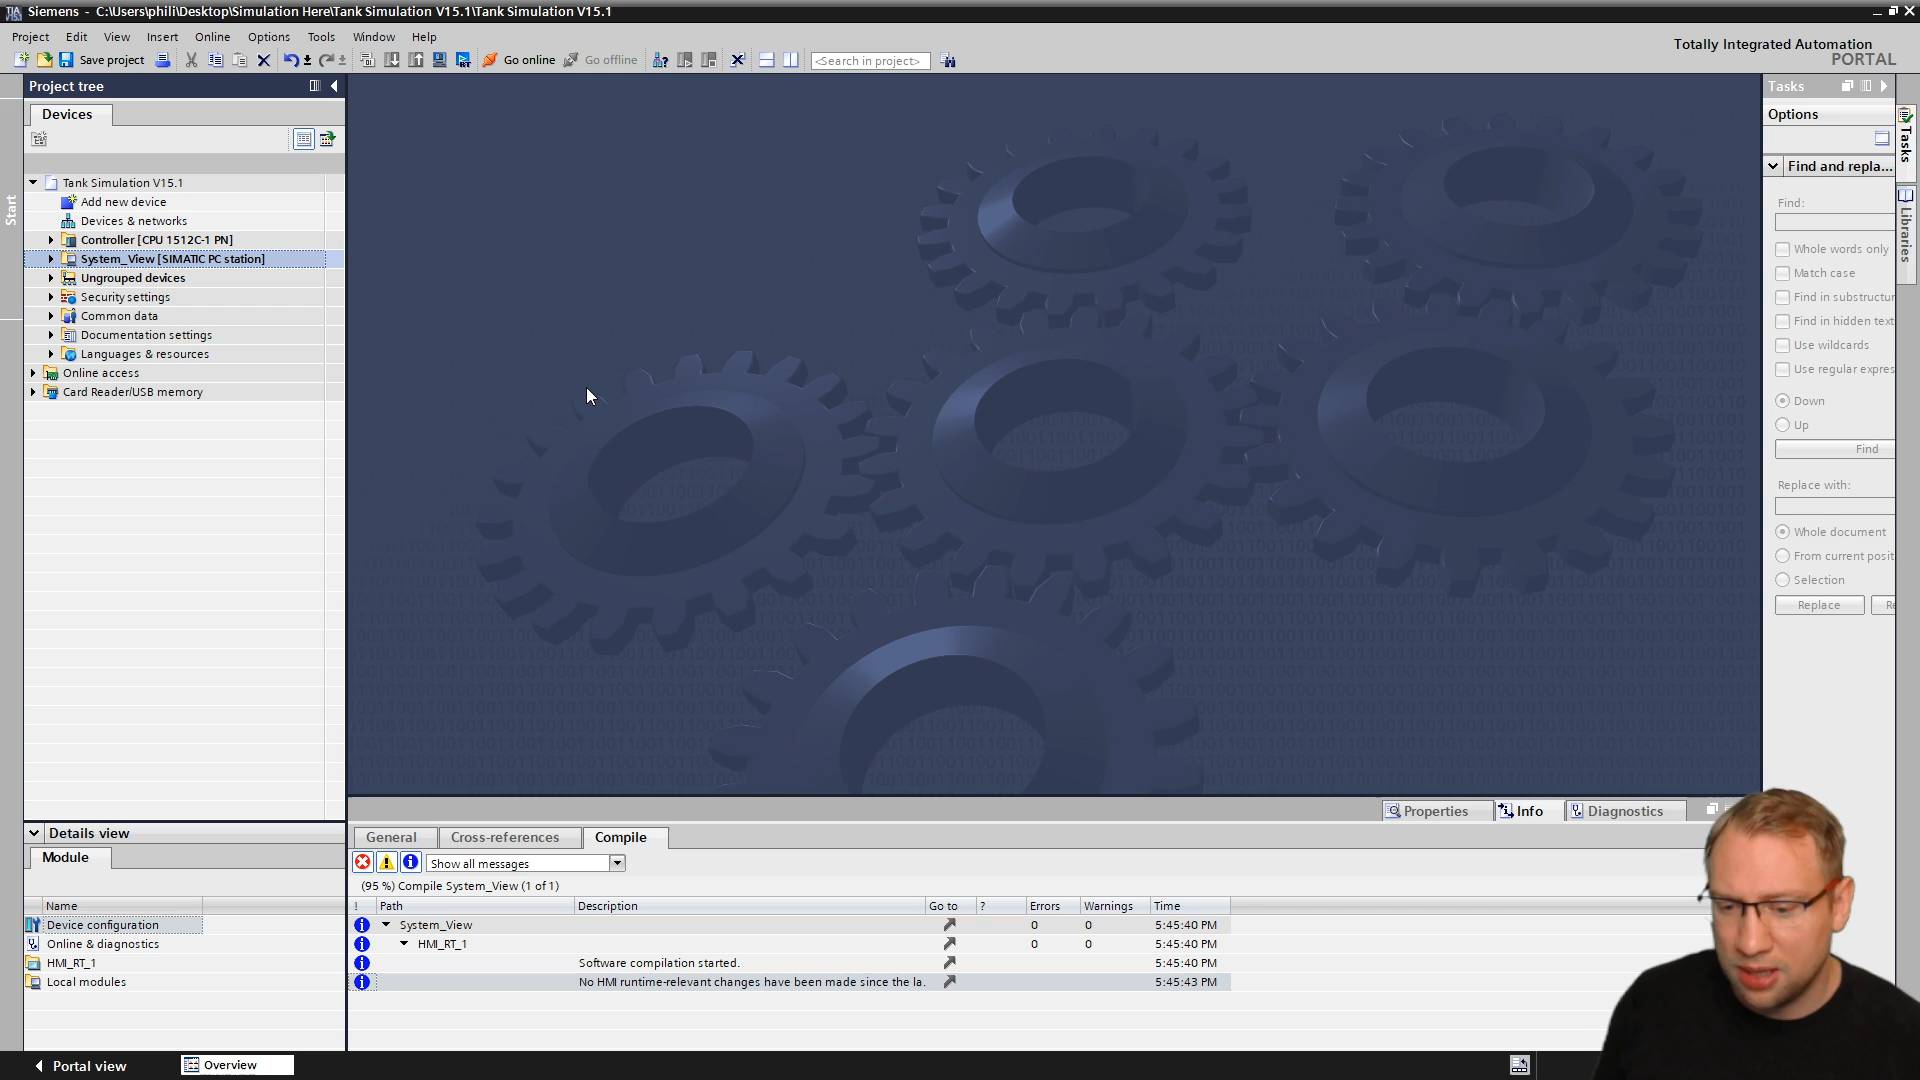 Siemens - C:\Users\phili\Desktop\Simulation Here\Tank Simulation V15.1\Tank Simulation V15.1
Project Edit View Insert Online Options Tools Window Help
Totally Integrated Automation
PORTAL
Save project
Go online
Go offline
<Search in project>
Project tree
Devices
Start
Tank Simulation V15.1
Add new device
Devices & networks
Controller [CPU 1512C-1 PN]
System_View [SIMATIC PC station]
Ungrouped devices
Security settings
Common data
Documentation settings
Languages & resources
Online access
Card Reader/USB memory
Details view
Module
Name
Device configuration
Online & diagnostics
HMI_RT_1
Local modules
Tasks
Options
Find and repla...
Find:
Whole words only
Match case
Find in substructur
Find in hidden text
Use wildcards
Use regular expres
Down
Up
Find
Replace with:
Whole document
From current posit
Selection
Replace
Re
Tasks
Libraries
Properties
Info
Diagnostics
General
Cross-references
Compile
Show all messages
(95 %) Compile System_View (1 of 1)
! Path Description Go to ? Errors Warnings Time
System_View 0 0 5:45:40 PM
HMI_RT_1 0 0 5:45:40 PM
Software compilation started. 5:45:40 PM
No HMI runtime-relevant changes have been made since the la. 5:45:43 PM
Portal view
Overview